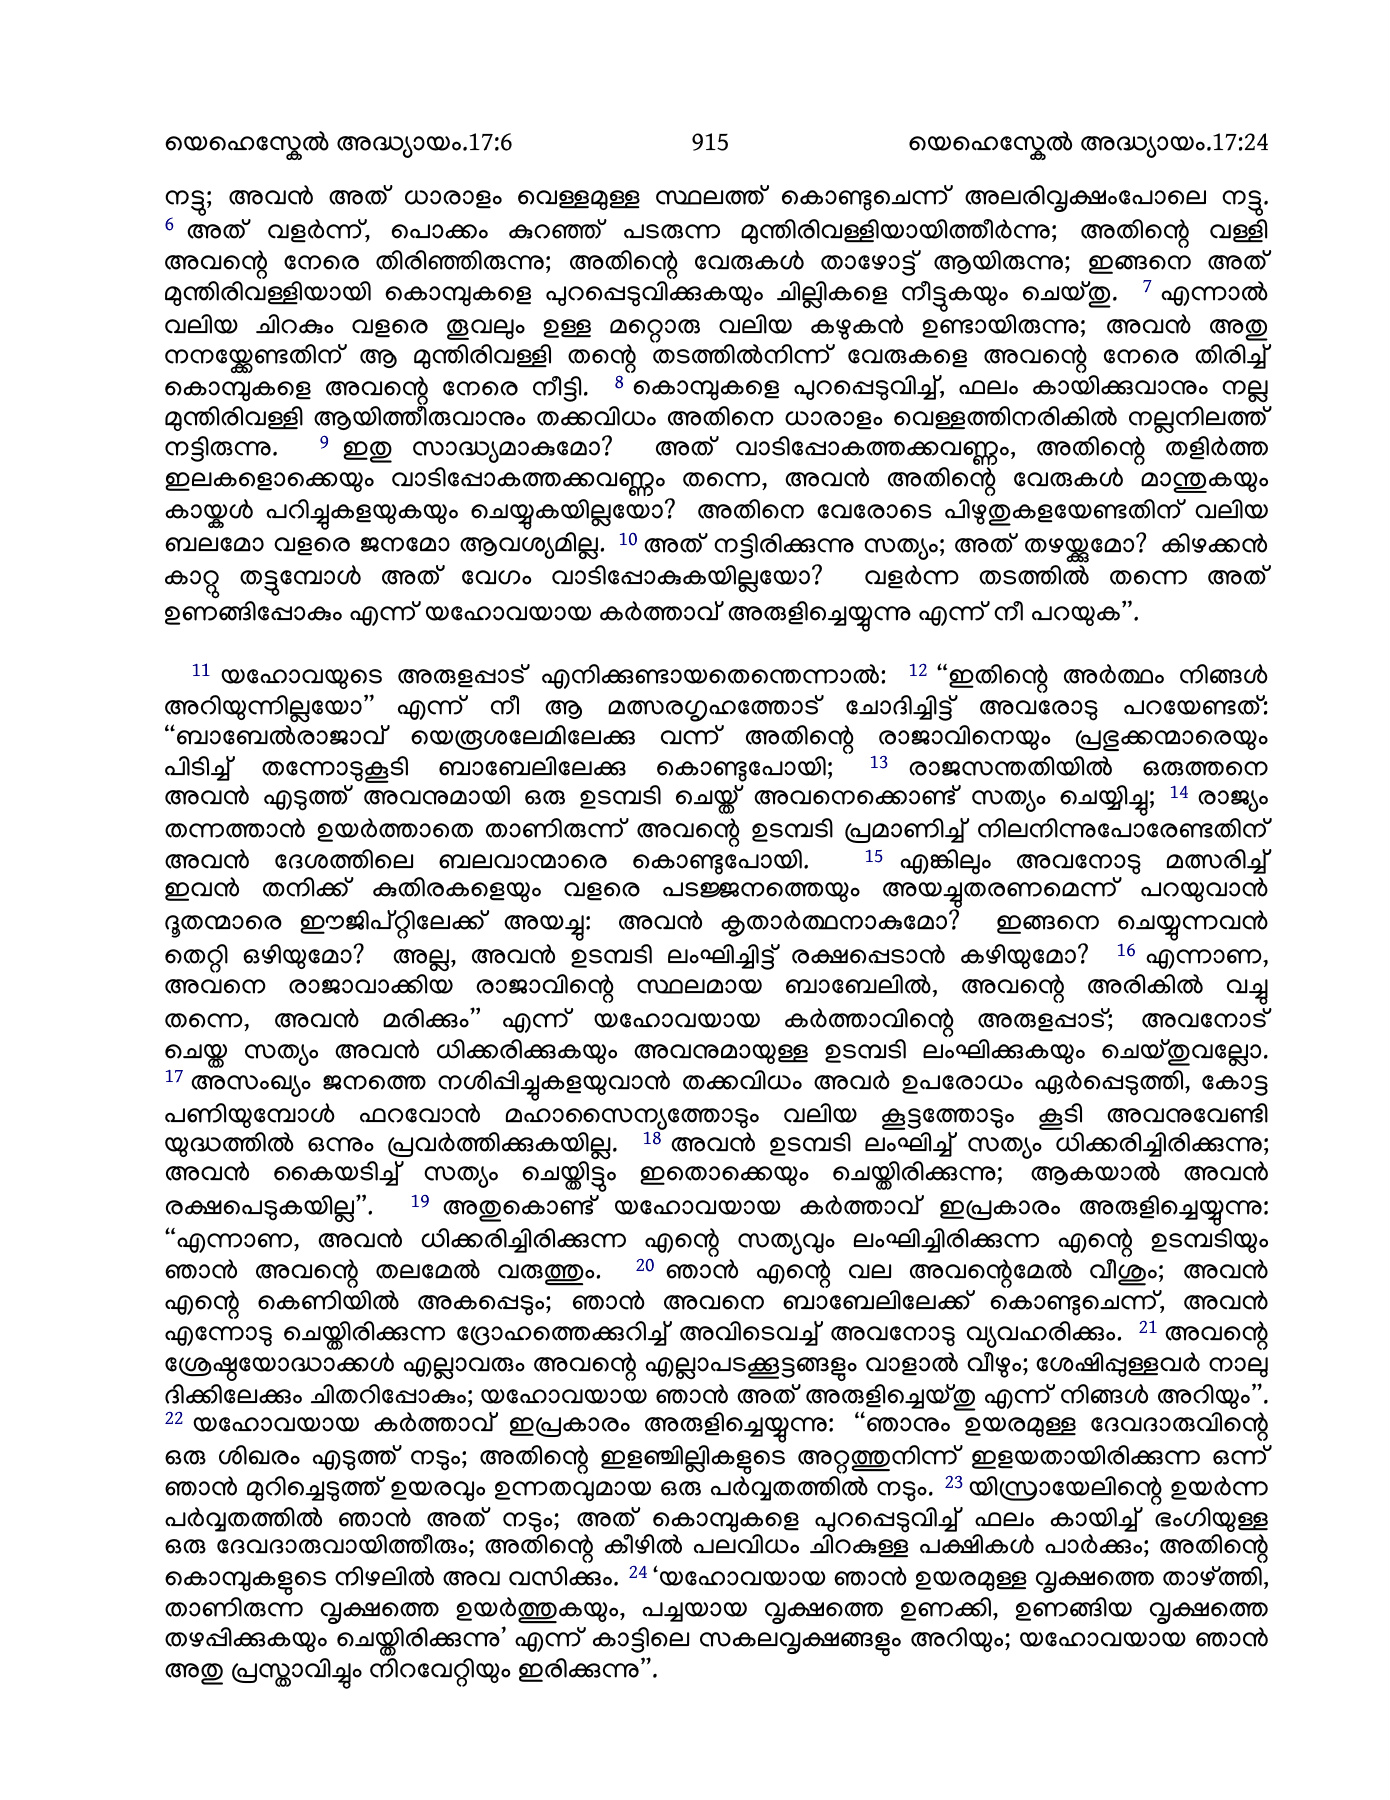 യെഹെസ്കേൽ അദ്ധ്യായം.17:6 915 യെഹെസ്കേൽ അദ്ധ്യായം.17:24
നട്ടു; അവൻ അത് ധാരാളം വെള്ളമുള്ള സ്ഥലത്ത് കൊണ്ടുചെന്ന് അലരിവൃക്ഷംപോലെ നട്ടു.
6 അത് വളർന്ന്, പൊക്കം കുറഞ്ഞ് പടരുന്ന മുന്തിരിവള്ളിയായിത്തീർന്നു; അതിന്റെ വള്ളി
അവന്റെ നേരെ തിരിഞ്ഞിരുന്നു; അതിന്റെ വേരുകൾ താഴോട്ട് ആയിരുന്നു; ഇങ്ങനെ അത്
മുന്തിരിവള്ളിയായി കൊമ്പുകളെ പുറപ്പെടുവിക്കുകയും ചില്ലികളെ നീട്ടുകയും ചെയ്തു. 7 എന്നാൽ
വലിയ ചിറകും വളരെ തൂവലും ഉള്ള മറ്റൊരു വലിയ കഴുകൻ ഉണ്ടായിരുന്നു; അവൻ അതു
നനയ്ക്കേണ്ടതിന് ആ മുന്തിരിവള്ളി തന്റെ തടത്തിൽനിന്ന് വേരുകളെ അവന്റെ നേരെ തിരിച്ച്
കൊമ്പുകളെ അവന്റെ നേരെ നീട്ടി. 8 കൊമ്പുകളെ പുറപ്പെടുവിച്ച്, ഫലം കായിക്കുവാനും നല്ല
മുന്തിരിവള്ളി ആയിത്തീരുവാനും തക്കവിധം അതിനെ ധാരാളം വെള്ളത്തിനരികിൽ നല്ലനിലത്ത്
നട്ടിരുന്നു. 9 ഇതു സാദ്ധ്യമാകുമോ? അത് വാടിപ്പോകത്തക്കവണ്ണം, അതിന്റെ തളിർത്ത
ഇലകളൊക്കെയും വാടിപ്പോകത്തക്കവണ്ണം തന്നെ, അവൻ അതിന്റെ വേരുകൾ മാന്തുകയും
കായ്കൾ പറിച്ചുകളയുകയും ചെയ്യുകയില്ലയോ? അതിനെ വേരോടെ പിഴുതുകളയേണ്ടതിന് വലിയ
ബലമോ വളരെ ജനമോ ആവശ്യമില്ല. 10 അത് നട്ടിരിക്കുന്നു സത്യം; അത് തഴയ്ക്കുമോ? കിഴക്കൻ
കാറ്റു തട്ടുമ്പോൾ അത് വേഗം വാടിപ്പോകുകയില്ലയോ? വളർന്ന തടത്തിൽ തന്നെ അത്
ഉണങ്ങിപ്പോകും എന്ന് യഹോവയായ കർത്താവ് അരുളിച്ചെയ്യുന്നു എന്ന് നീ പറയുക”.
11 യഹോവയുടെ അരുളപ്പാട് എനിക്കുണ്ടായതെന്തെന്നാൽ: 12 “ഇതിന്റെ അർത്ഥം നിങ്ങൾ
അറിയുന്നില്ലയോ” എന്ന് നീ ആ മത്സരഗൃഹത്തോട് ചോദിച്ചിട്ട് അവരോടു പറയേണ്ടത്:
“ബാബേൽരാജാവ് യെരൂശലേമിലേക്കു വന്ന് അതിന്റെ രാജാവിനെയും പ്രഭുക്കന്മാരെയും
പിടിച്ച് തന്നോടുകൂടി ബാബേലിലേക്കു കൊണ്ടുപോയി; 13 രാജസന്തതിയിൽ ഒരുത്തനെ
അവൻ എടുത്ത് അവനുമായി ഒരു ഉടമ്പടി ചെയ്ത് അവനെക്കൊണ്ട് സത്യം ചെയ്യിച്ചു; 14 രാജ്യം
തന്നത്താൻ ഉയർത്താതെ താണിരുന്ന് അവന്റെ ഉടമ്പടി പ്രമാണിച്ച് നിലനിന്നുപോരേണ്ടതിന്
അവൻ ദേശത്തിലെ ബലവാന്മാരെ കൊണ്ടുപോയി. 15 എങ്കിലും അവനോടു മത്സരിച്ച്
ഇവൻ തനിക്ക് കുതിരകളെയും വളരെ പടജ്ജനത്തെയും അയച്ചുതരണമെന്ന് പറയുവാൻ
ദൂതന്മാരെ ഈജിപ്റ്റിലേക്ക് അയച്ചു: അവൻ കൃതാർത്ഥനാകുമോ? ഇങ്ങനെ ചെയ്യുന്നവൻ
തെറ്റി ഒഴിയുമോ? അല്ല, അവൻ ഉടമ്പടി ലംഘിച്ചിട്ട് രക്ഷപ്പെടാൻ കഴിയുമോ? 16 എന്നാണ,
അവനെ രാജാവാക്കിയ രാജാവിന്റെ സ്ഥലമായ ബാബേലിൽ, അവന്റെ അരികിൽ വച്ചു
തന്നെ, അവൻ മരിക്കും” എന്ന് യഹോവയായ കർത്താവിന്റെ അരുളപ്പാട്; അവനോട്
ചെയ്ത സത്യം അവൻ ധിക്കരിക്കുകയും അവനുമായുള്ള ഉടമ്പടി ലംഘിക്കുകയും ചെയ്തുവല്ലോ.
17 അസംഖ്യം ജനത്തെ നശിപ്പിച്ചുകളയുവാൻ തക്കവിധം അവർ ഉപരോധം ഏർപ്പെടുത്തി, കോട്ട
പണിയുമ്പോൾ ഫറവോൻ മഹാസൈന്യത്തോടും വലിയ കൂട്ടത്തോടും കൂടി അവനുവേണ്ടി
യുദ്ധത്തിൽ ഒന്നും പ്രവർത്തിക്കുകയില്ല. 18 അവൻ ഉടമ്പടി ലംഘിച്ച് സത്യം ധിക്കരിച്ചിരിക്കുന്നു;
അവൻ കൈയടിച്ച് സത്യം ചെയ്തിട്ടും ഇതൊക്കെയും ചെയ്തിരിക്കുന്നു; ആകയാൽ അവൻ
രക്ഷപെടുകയില്ല”. 19 അതുകൊണ്ട് യഹോവയായ കർത്താവ് ഇപ്രകാരം അരുളിച്ചെയ്യുന്നു:
“എന്നാണ, അവൻ ധിക്കരിച്ചിരിക്കുന്ന എന്റെ സത്യവും ലംഘിച്ചിരിക്കുന്ന എന്റെ ഉടമ്പടിയും
ഞാൻ അവന്റെ തലമേൽ വരുത്തും. 20 ഞാൻ എന്റെ വല അവന്റെമേൽ വീശും; അവൻ
എന്റെ കെണിയിൽ അകപ്പെടും; ഞാൻ അവനെ ബാബേലിലേക്ക് കൊണ്ടുചെന്ന്, അവൻ
എന്നോടു ചെയ്തിരിക്കുന്ന ദ്രോഹത്തെക്കുറിച്ച് അവിടെവച്ച് അവനോടു വ്യവഹരിക്കും. 21 അവന്റെ
ശ്രേഷ്ഠയോദ്ധാക്കൾ എല്ലാവരും അവന്റെ എല്ലാപടക്കൂട്ടങ്ങളും വാളാൽ വീഴും; ശേഷിപ്പുള്ളവർ നാലു
ദിക്കിലേക്കും ചിതറിപ്പോകും; യഹോവയായ ഞാൻ അത് അരുളിച്ചെയ്തു എന്ന് നിങ്ങൾ അറിയും”.
22 യഹോവയായ കർത്താവ് ഇപ്രകാരം അരുളിച്ചെയ്യുന്നു: “ഞാനും ഉയരമുള്ള ദേവദാരുവിന്റെ
ഒരു ശിഖരം എടുത്ത് നടും; അതിന്റെ ഇളഞ്ചില്ലികളുടെ അറ്റത്തുനിന്ന് ഇളയതായിരിക്കുന്ന ഒന്ന്
ഞാൻ മുറിച്ചെടുത്ത് ഉയരവും ഉന്നതവുമായ ഒരു പർവ്വതത്തിൽ നടും. 23 യിസ്രായേലിന്റെ ഉയർന്ന
പർവ്വതത്തിൽ ഞാൻ അത് നടും; അത് കൊമ്പുകളെ പുറപ്പെടുവിച്ച് ഫലം കായിച്ച് ഭംഗിയുള്ള
ഒരു ദേവദാരുവായിത്തീരും; അതിന്റെ കീഴിൽ പലവിധം ചിറകുള്ള പക്ഷികൾ പാർക്കും; അതിന്റെ
കൊമ്പുകളുടെ നിഴലിൽ അവ വസിക്കും. 24 ‘യഹോവയായ ഞാൻ ഉയരമുള്ള വൃക്ഷത്തെ താഴ്ത്തി,
താണിരുന്ന വൃക്ഷത്തെ ഉയർത്തുകയും, പച്ചയായ വൃക്ഷത്തെ ഉണക്കി, ഉണങ്ങിയ വൃക്ഷത്തെ
തഴപ്പിക്കുകയും ചെയ്തിരിക്കുന്നു’ എന്ന് കാട്ടിലെ സകലവൃക്ഷങ്ങളും അറിയും; യഹോവയായ ഞാൻ
അതു പ്രസ്താവിച്ചും നിറവേറ്റിയും ഇരിക്കുന്നു”.